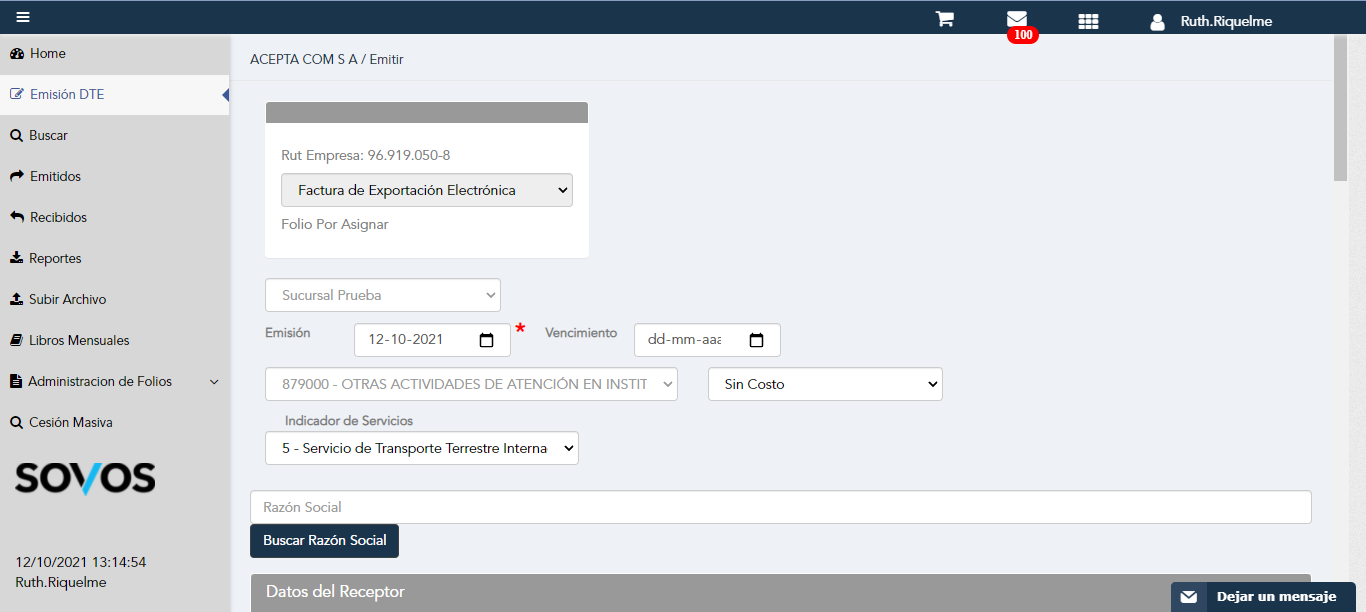 Ruth.Riquelme
100
Home
Emisión DTE
Buscar
Emitidos
Recibidos
Reportes
Subir Archivo
Libros Mensuales
Administracion de Folios
Cesión Masiva
SOVOS
12/10/2021 13:14:54
Ruth.Riquelme
ACEPTA COM S A / Emitir
Rut Empresa: 96.919.050-8
Factura de Exportación Electrónica
Folio Por Asignar
Sucursal Prueba
Emisión 12-10-2021 * Vencimiento dd-mm-aaa
879000 - OTRAS ACTIVIDADES DE ATENCIÓN EN INSTIT Sin Costo
Indicador de Servicios
5 - Servicio de Transporte Terrestre Interna
Razón Social
Buscar Razón Social
Datos del Receptor
Dejar un mensaje